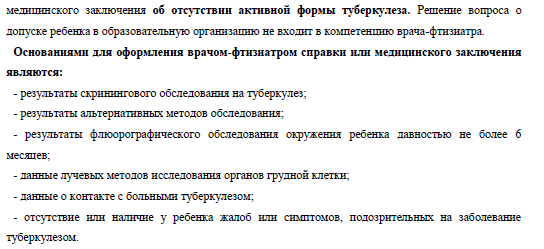 медицинского заключения об отсутствии активной формы туберкулеза. Решение вопроса о
допуске ребенка в образовательную организацию не входит в компетенцию врача-фтизиатра.
Основаниями для оформления врачом-фтизиатром справки или медицинского заключения
являются:
- результаты скринингового обследования на туберкулез;
- результаты альтернативных методов обследования;
- результаты флюорографического обследования окружения ребенка давностью не более 6
месяцев;
- данные лучевых методов исследования органов грудной клетки;
- данные о контакте с больными туберкулезом;
- отсутствие или наличие у ребенка жалоб или симптомов, подозрительных на заболевание
туберкулезом.